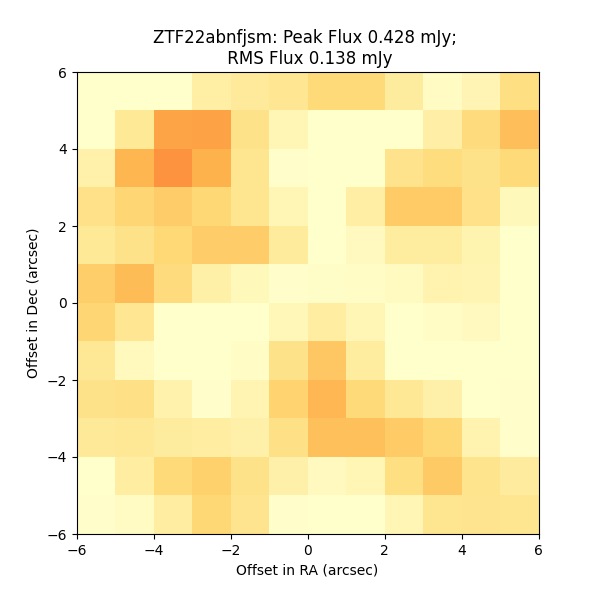 ZTF22abnfjsm: Peak Flux 0.428 mJy;
RMS Flux 0.138 mJy
6
4
2
0
−2
−4
−6
Offset in Dec (arcsec)
−6 −4 −2 0 2 4 6
Offset in RA (arcsec)